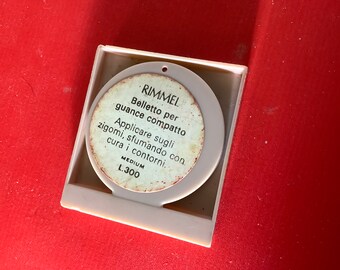 RIMMEL
Belletto per
guance compatto
Applicare sugli
zigomi, sfumando con
cura i contorni.
MEDIUM
L.300